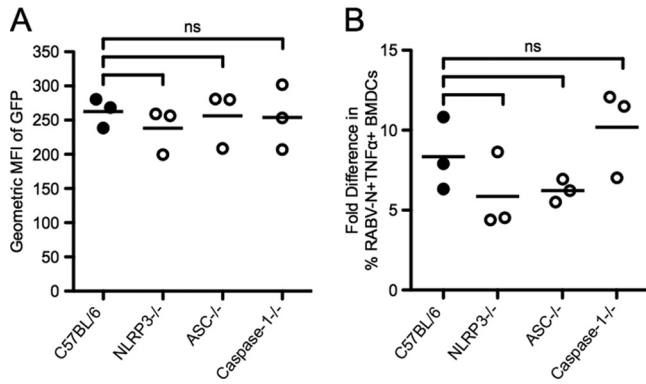 A
ns
Geometric MFI of GFP
350
300
250
200
150
100
50
0
C57BL/6
NLRP3-/-
ASC-/-
Caspase-1-/-
B
ns
Fold Difference in
% RABV-N+TNFα+ BMDCs
15
10
5
0
C57BL/6
NLRP3-/-
ASC-/-
Caspase-1-/-